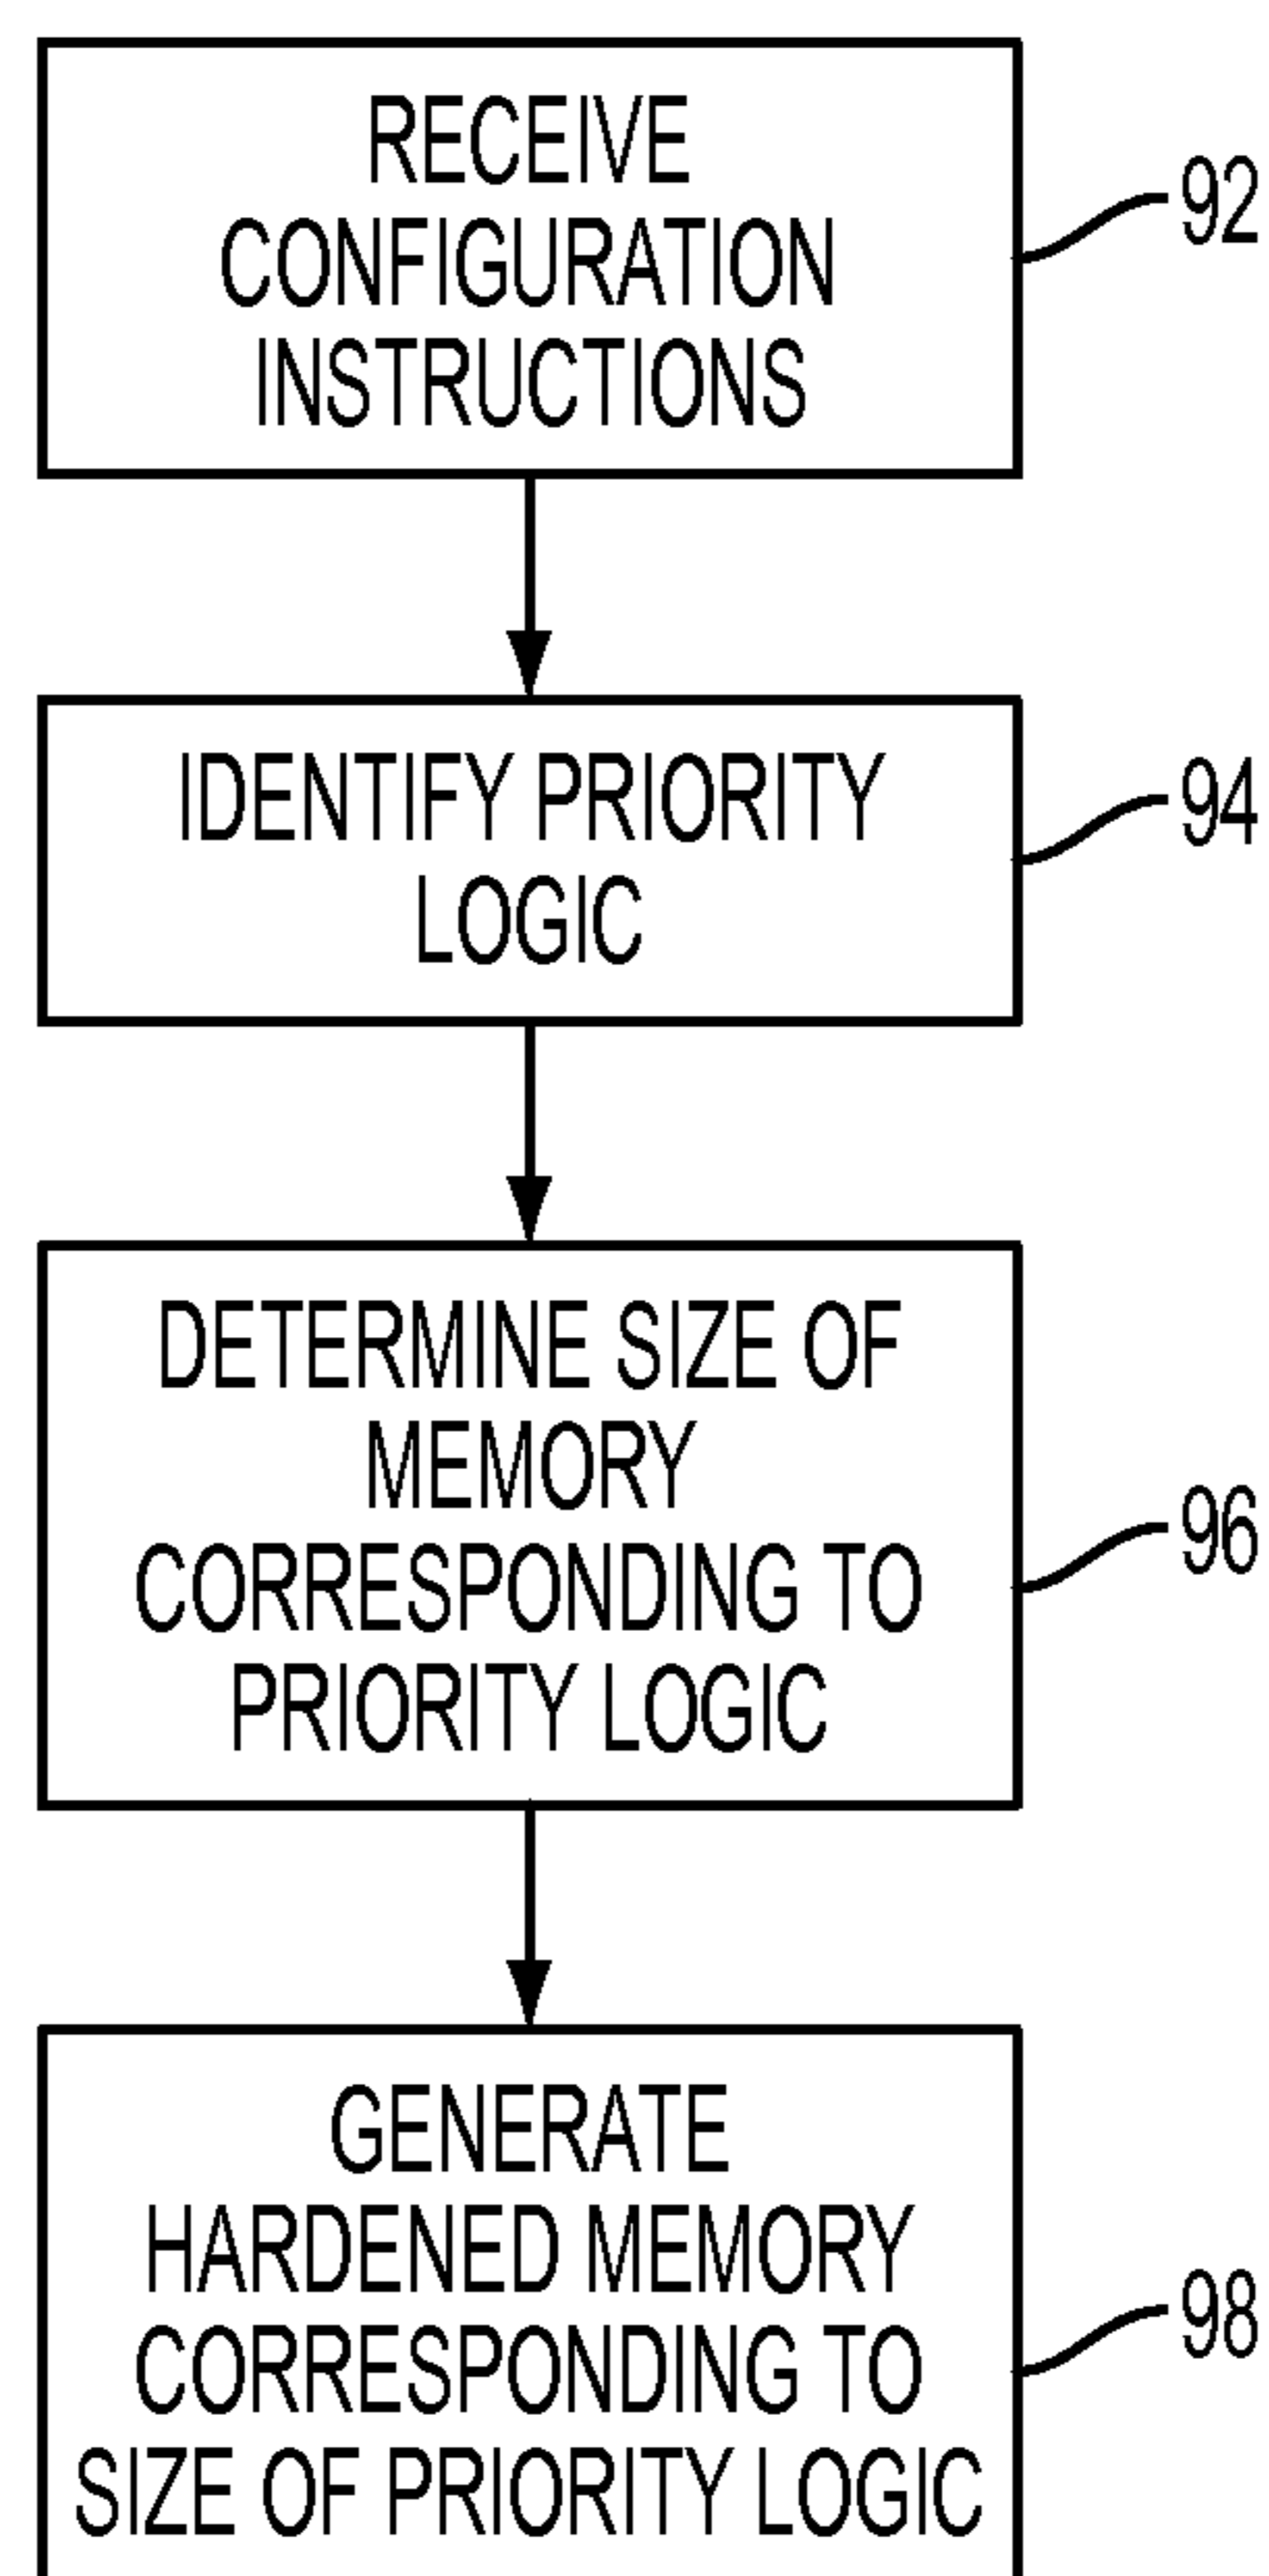 RECEIVE
CONFIGURATION
INSTRUCTIONS
92
IDENTIFY PRIORITY
LOGIC
94
DETERMINE SIZE OF
MEMORY
CORRESPONDING TO
PRIORITY LOGIC
96
GENERATE
HARDENED MEMORY
CORRESPONDING TO
SIZE OF PRIORITY LOGIC
98